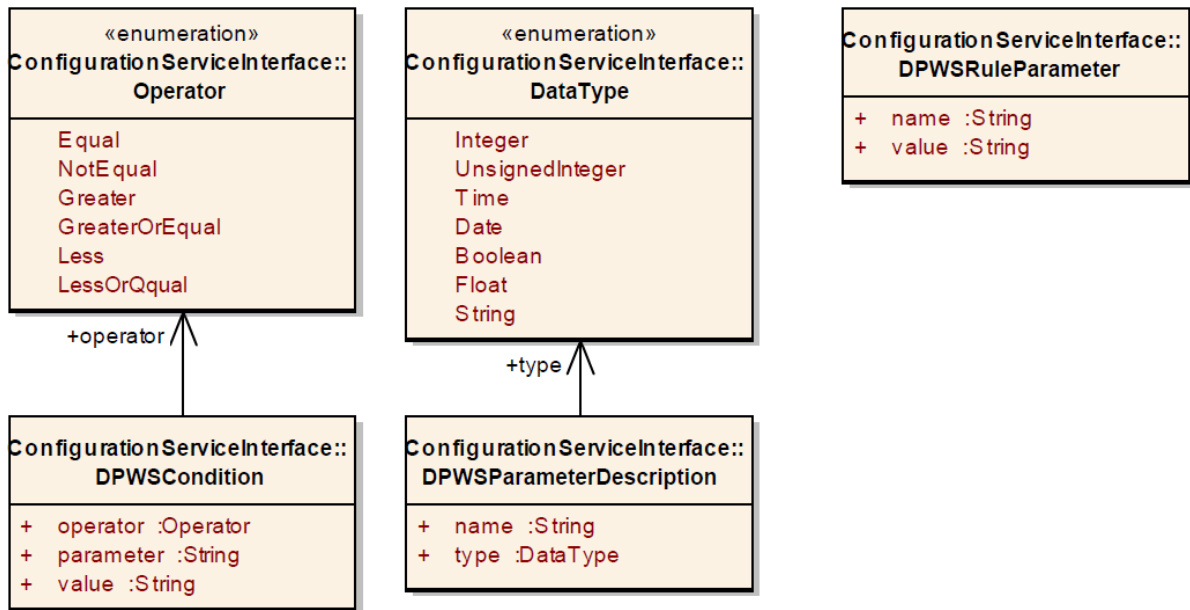 «enumeration»
ConfigurationServiceInterface::
Operator
Equal
NotEqual
Greater
GreaterOrEqual
Less
LessOrQqual
«enumeration»
ConfigurationServiceInterface::
DataType
Integer
UnsignedInteger
Time
Date
Boolean
Float
String
ConfigurationServiceInterface::
DPWSRuleParameter
+ name :String
+ value :String
+operator
+type
ConfigurationServiceInterface::
DPWSCondition
+ operator :Operator
+ parameter :String
+ value :String
ConfigurationServiceInterface::
DPWSParameterDescription
+ name :String
+ type :DataType